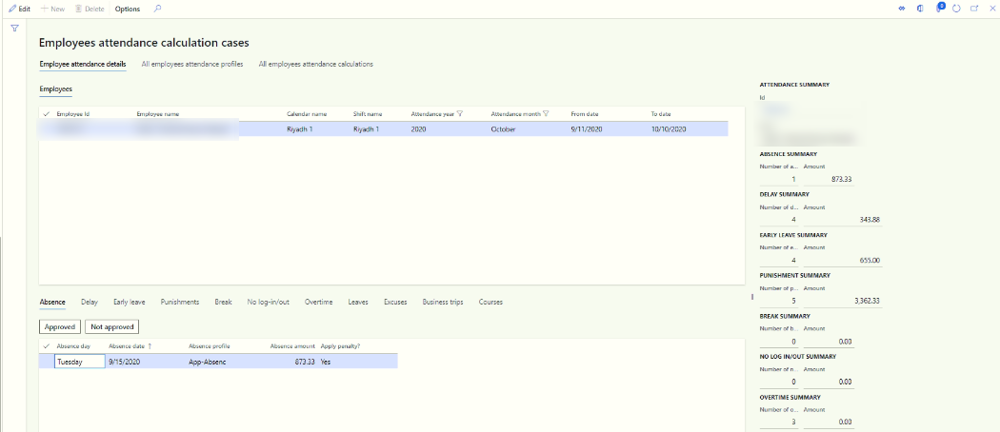 Edit New Delete Options
8
Employees attendance calculation cases
Employee attendance details All employees attendance profiles All employees attendance calculations
Employees
Employee Id Employee name Calendar name Shift name Attendance year Attendance month From date To date
Riyadh 1 Riyadh 1 2020 October 9/11/2020 10/10/2020
Absence Delay Early leave Punishments Break No log-in/out Overtime Leaves Excuses Business trips Courses
Approved Not approved
Absence day Absence date ↑ Absence profile Absence amount Apply penalty?
Tuesday 9/15/2020 App-Absenc 873.33 Yes
ATTENDANCE SUMMARY
Id
ABSENCE SUMMARY
Number of a... Amount
1 873.33
DELAY SUMMARY
Number of d... Amount
4 343.88
EARLY LEAVE SUMMARY
Number of e... Amount
4 655.00
PUNISHMENT SUMMARY
Number of p... Amount
5 3,362.33
BREAK SUMMARY
Number of b... Amount
0 0.00
NO LOG IN/OUT SUMMARY
Number of n... Amount
0 0.00
OVERTIME SUMMARY
Number of o... Amount
3 0.00